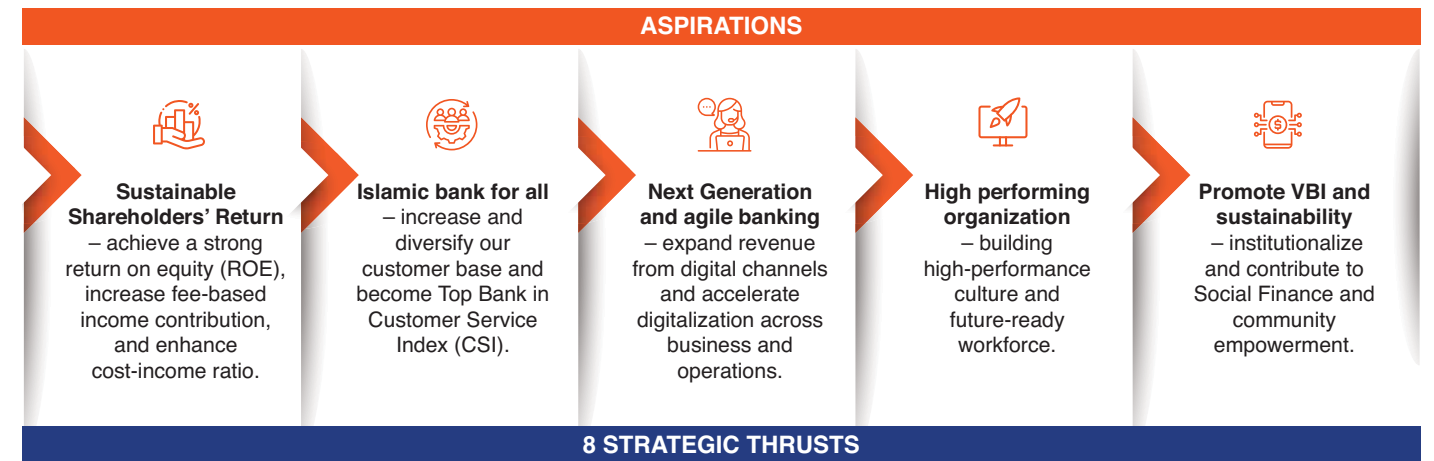 ASPIRATIONS
%
Sustainable
Shareholders' Return
– achieve a strong
return on equity (ROE),
increase fee-based
income contribution,
and enhance
cost-income ratio.
Islamic bank for all
– increase and
diversify our
customer base and
become Top Bank in
Customer Service
Index (CSI).
Next Generation
and agile banking
– expand revenue
from digital channels
and accelerate
digitalization across
business and
operations.
High performing
organization
– building
high-performance
culture and
future-ready
workforce.
$
Promote VBI and
sustainability
– institutionalize
and contribute to
Social Finance and
community
empowerment.
8 STRATEGIC THRUSTS